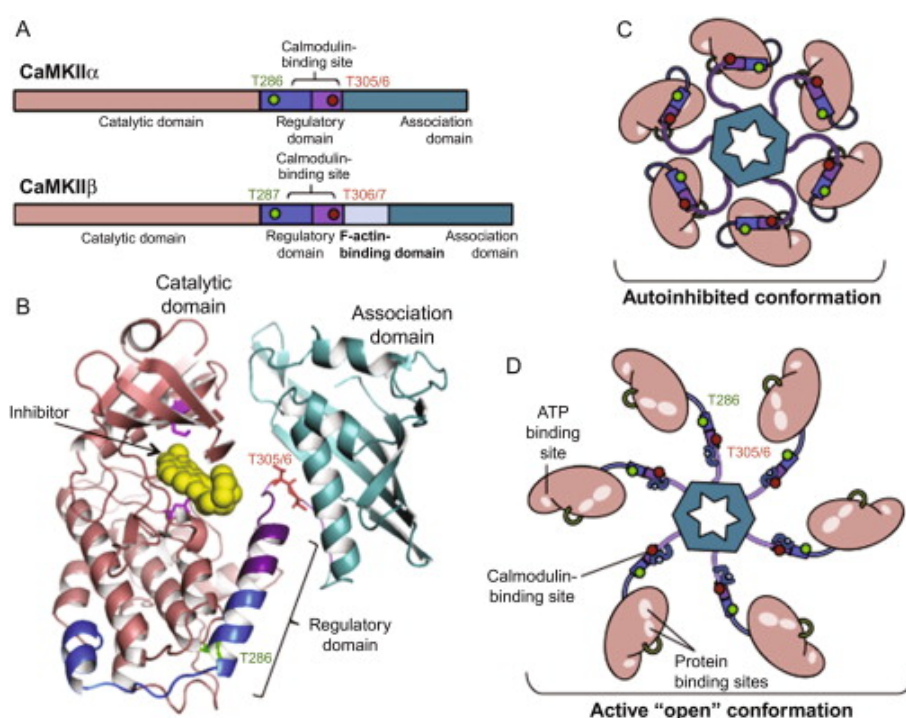 A
CaMKIIα
T286
Calmodulin-
binding site
T305/6
Catalytic domain
Regulatory
domain
Association
domain
CaMKIIβ
T287
Calmodulin-
binding site
T306/7
Catalytic domain
Regulatory
domain
F-actin-
binding domain
Association
domain
B
Catalytic
domain
Association
domain
Inhibitor
T305/6
Regulatory
domain
T286
C
Autoinhibited conformation
D
T286
ATP
binding
site
T305/6
Calmodulin-
binding site
Protein
binding sites
Active “open” conformation